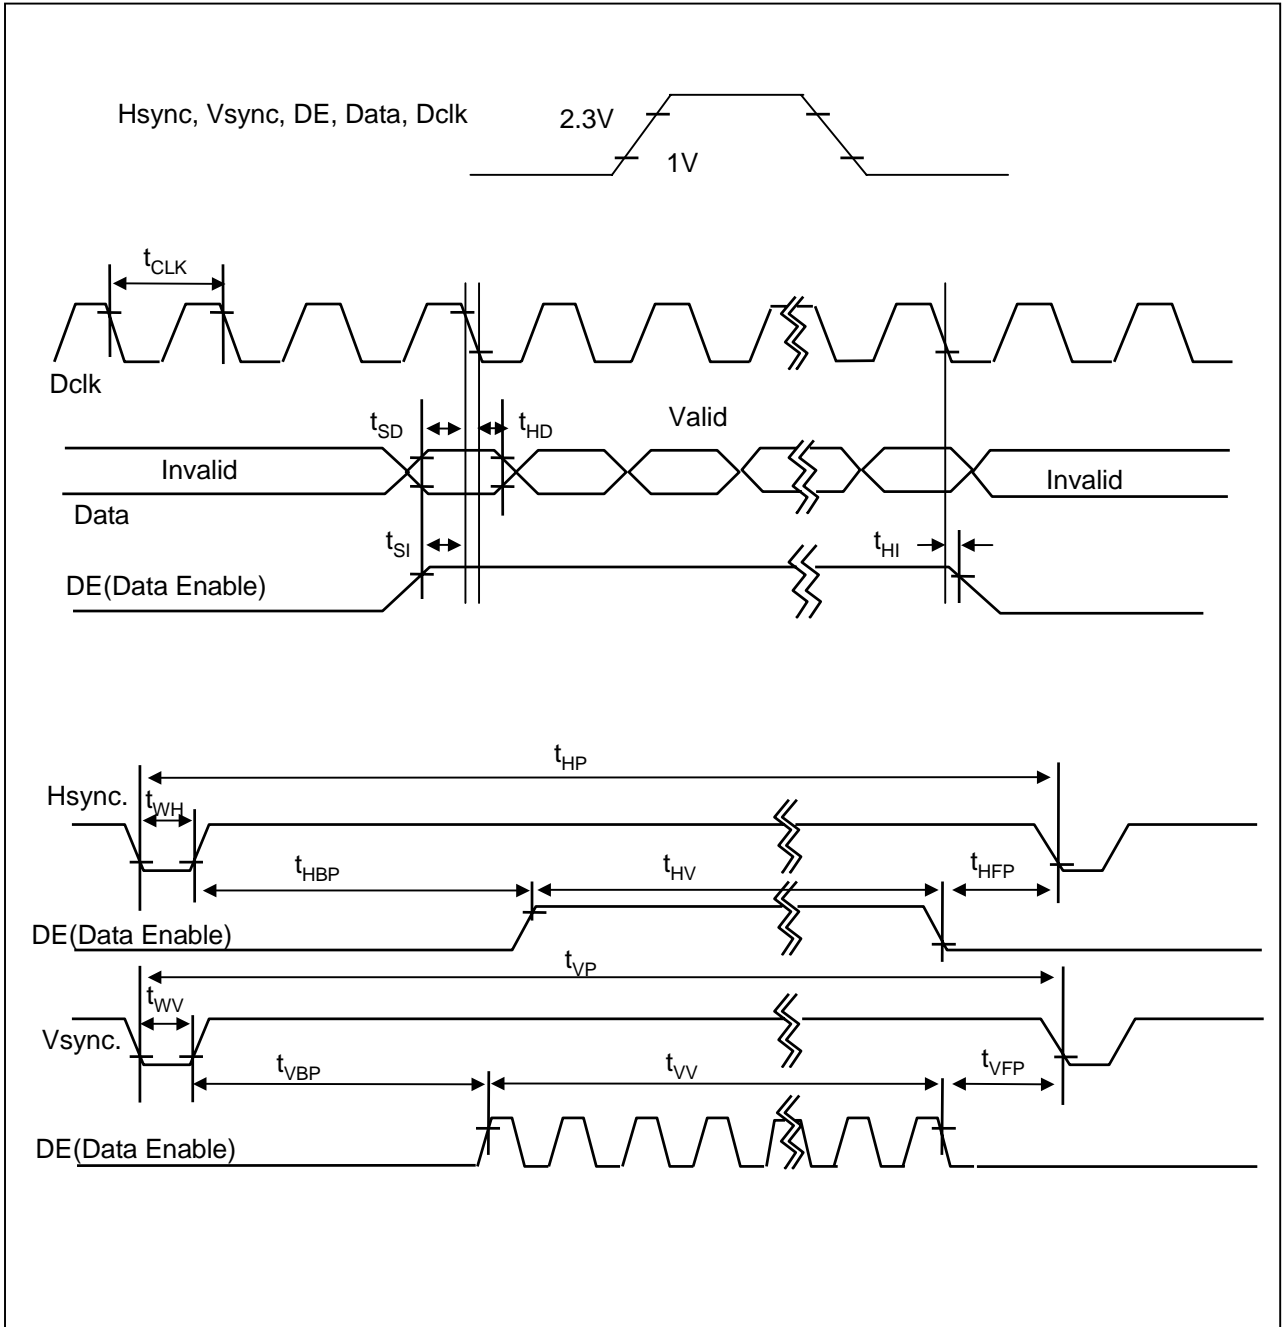 Hsync, Vsync, DE, Data, Dclk
2.3V
1V
tCLK
Dclk
tSD
tHD
Valid
Invalid
Invalid
Data
tSI
tHI
DE(Data Enable)
tHP
Hsync.
tWH
tHBP
tHV
tHFP
DE(Data Enable)
tVP
tWV
Vsync.
tVBP
tVV
tVFP
DE(Data Enable)